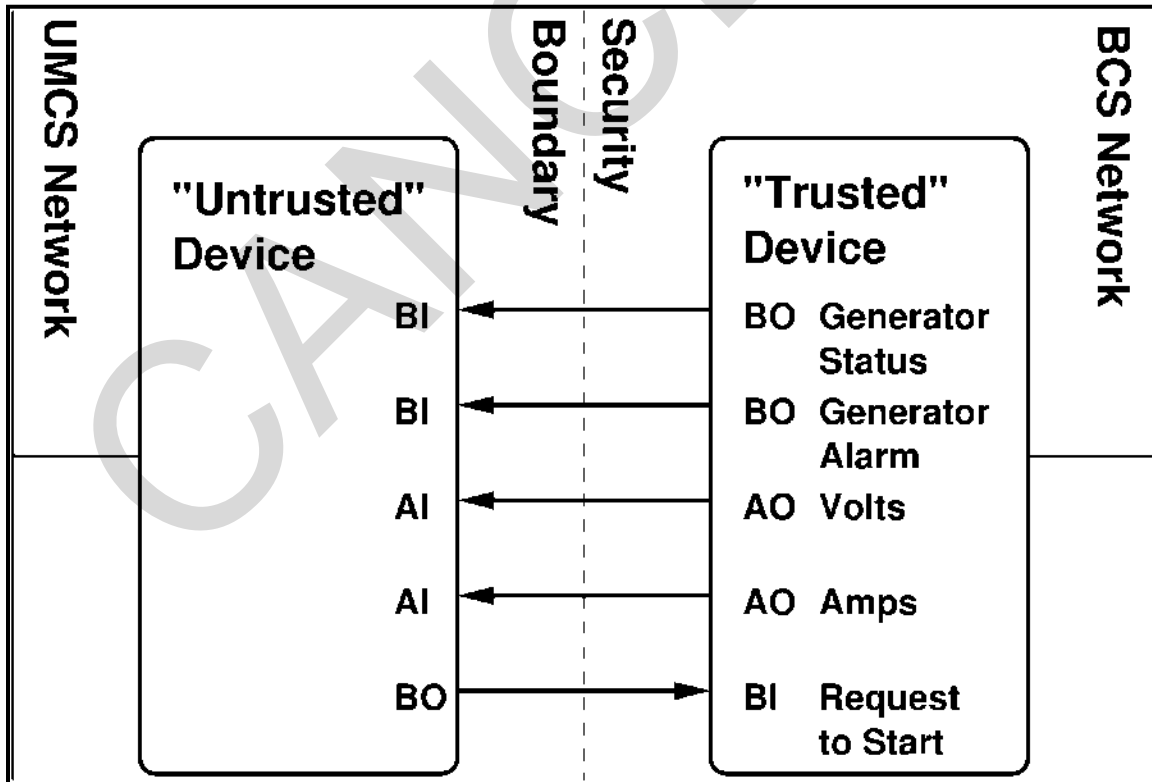 UMCS Network
Boundary
Security
BCS Network
"Untrusted"
Device
BI
BI
AI
AI
BO
"Trusted"
Device
BO Generator
Status
BO Generator
Alarm
AO Volts
AO Amps
BI Request
to Start
CANC